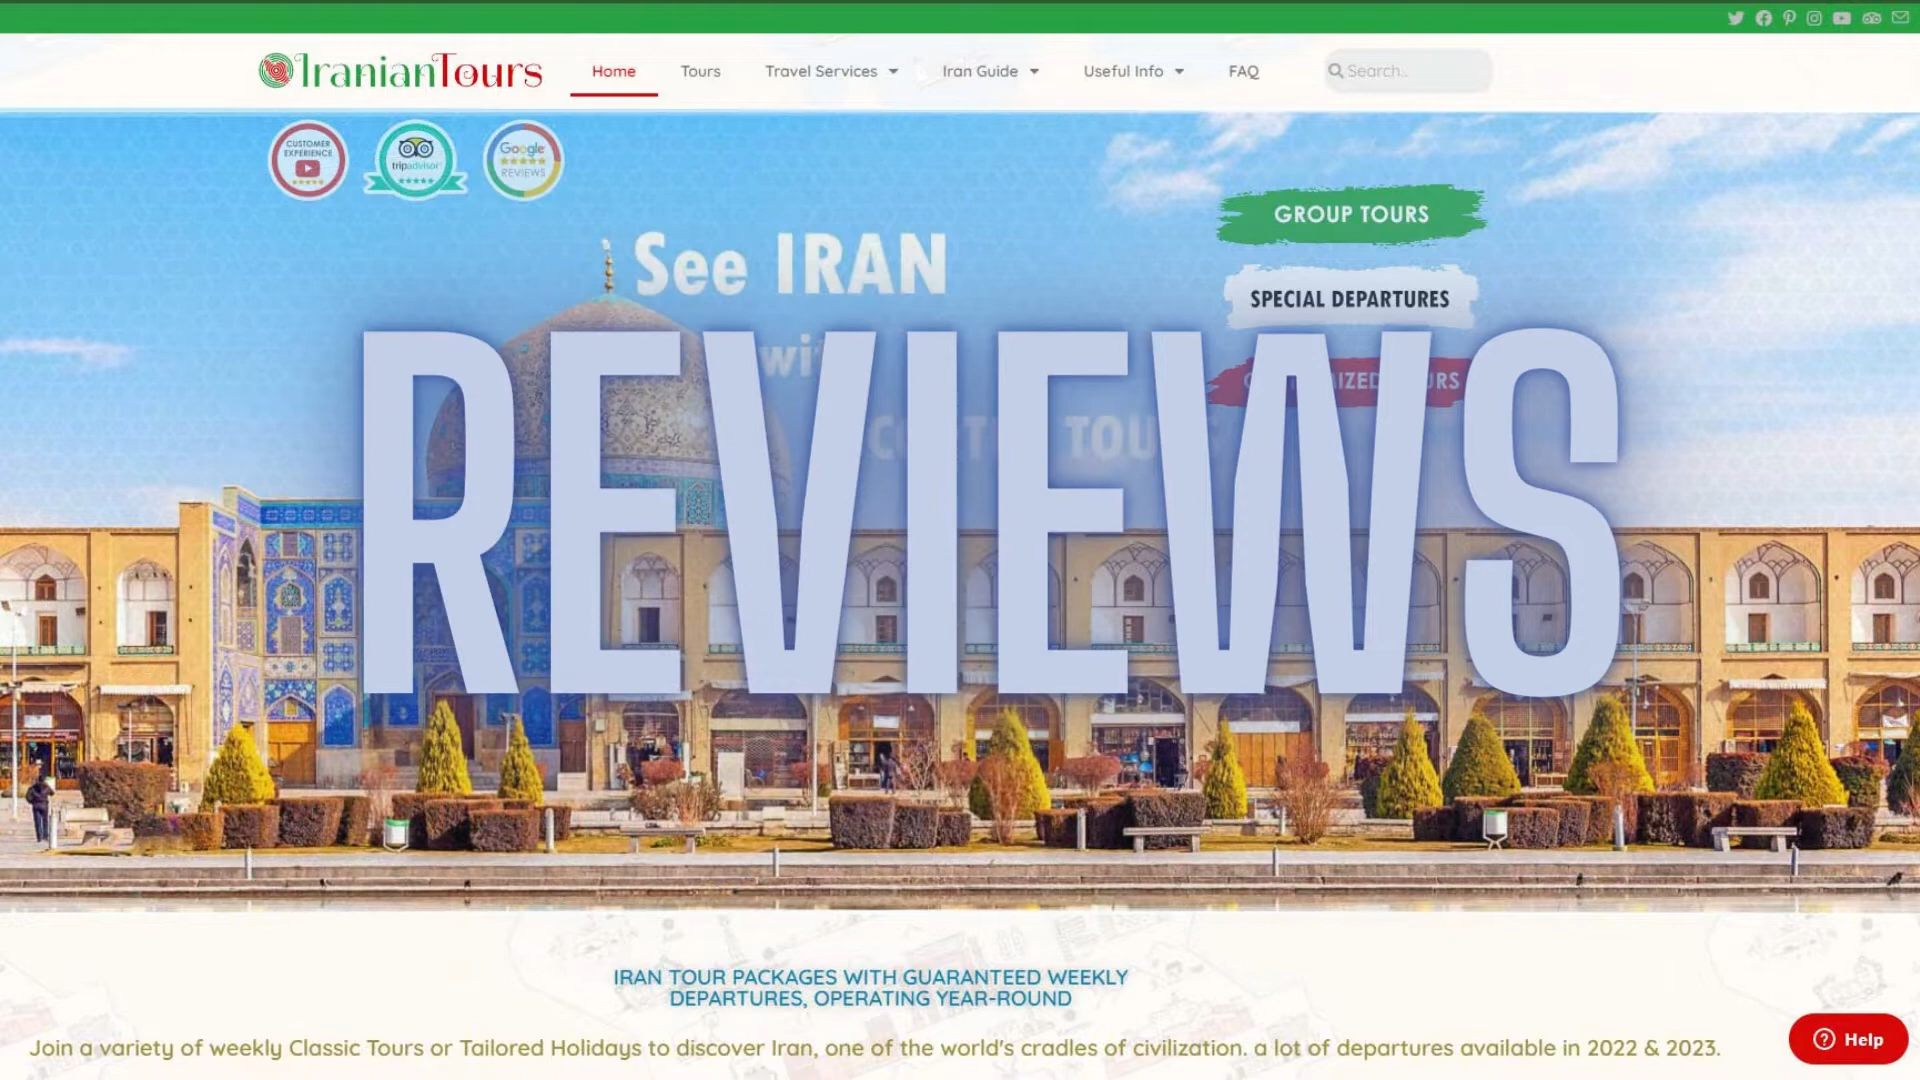 IranianTours
Home
Tours
Travel Services
Iran Guide
Useful Info
FAQ
Search..
CUSTOMER
EXPERIENCE
tripadvisor
Google
REVIEWS
GROUP TOURS
See IRAN
SPECIAL DEPARTURES
REVIEWS
IRAN TOUR PACKAGES WITH GUARANTEED WEEKLY
DEPARTURES, OPERATING YEAR-ROUND
Join a variety of weekly Classic Tours or Tailored Holidays to discover Iran, one of the world's cradles of civilization. a lot of departures available in 2022 & 2023.
Help